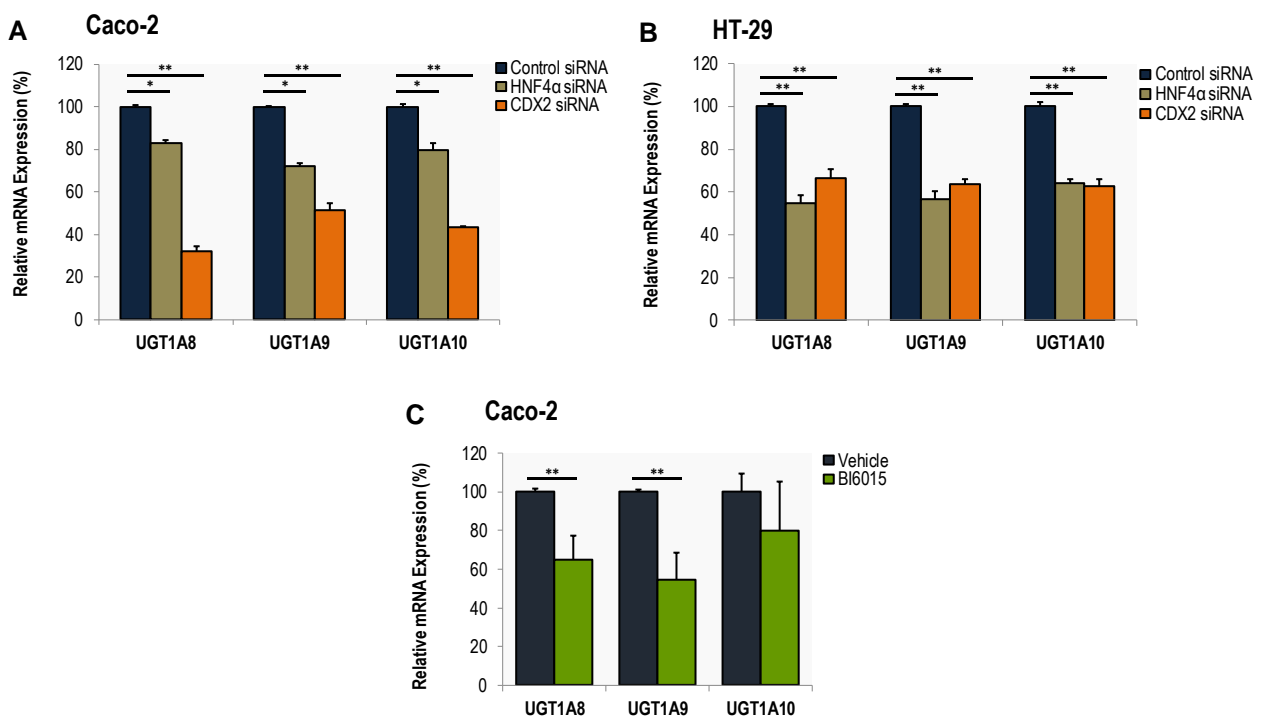 A Caco-2
Relative mRNA Expression (%)
120
100
80
60
40
20
0
** ** **
* * *
Control siRNA
HNF4α siRNA
CDX2 siRNA
UGT1A8 UGT1A9 UGT1A10
B HT-29
Relative mRNA Expression (%)
120
100
80
60
40
20
0
** ** **
** ** **
Control siRNA
HNF4α siRNA
CDX2 siRNA
UGT1A8 UGT1A9 UGT1A10
C Caco-2
Relative mRNA Expression (%)
120
100
80
60
40
20
0
** **
Vehicle
BI6015
UGT1A8 UGT1A9 UGT1A10